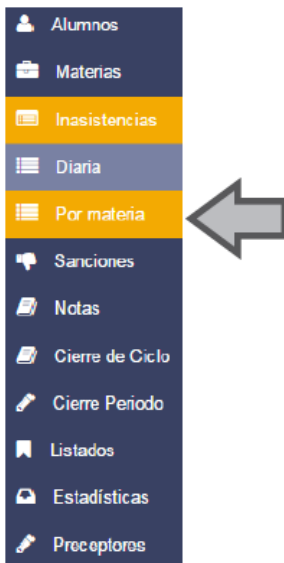 Alumnos
Materias
Inasistencias
Diaria
Por materia
Sanciones
Notas
Cierre de Ciclo
Cierre Periodo
Listados
Estadísticas
Preceptores